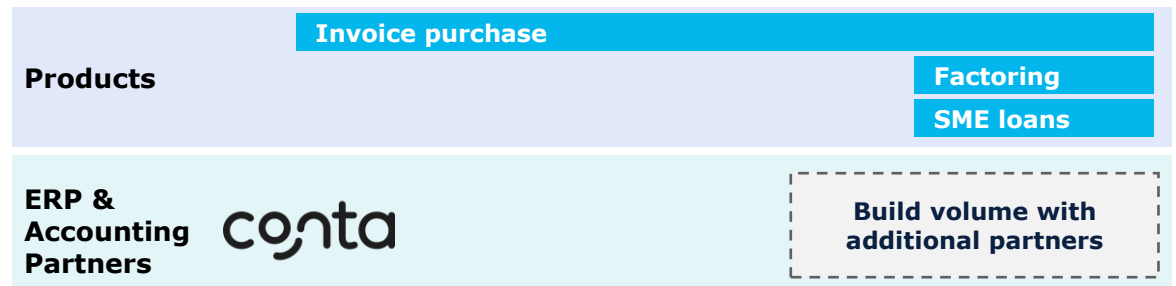 Invoice purchase
Products
Factoring
SME loans
ERP &
Accounting
Partners
conta
Build volume with
additional partners